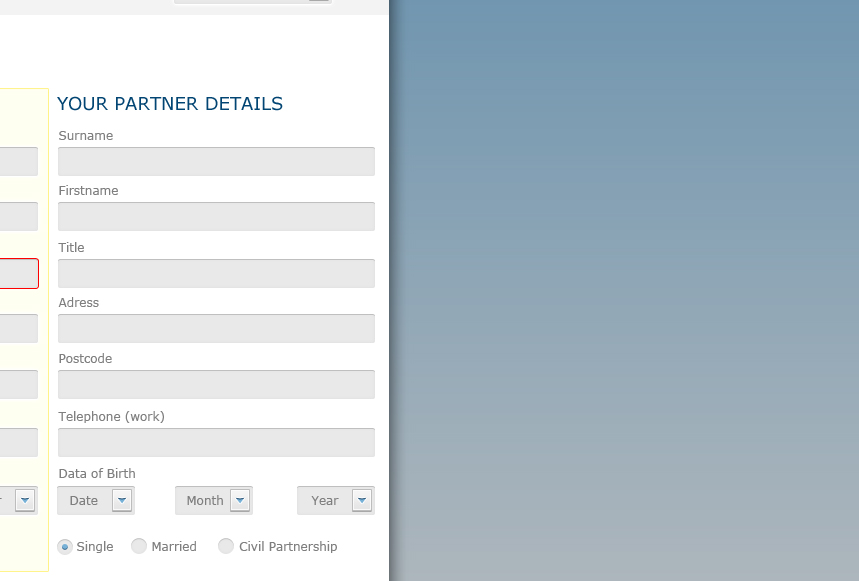 YOUR PARTNER DETAILS
Surname
Firstname
Title
Adress
Postcode
Telephone (work)
Data of Birth
Date Month Year
Single Married Civil Partnership